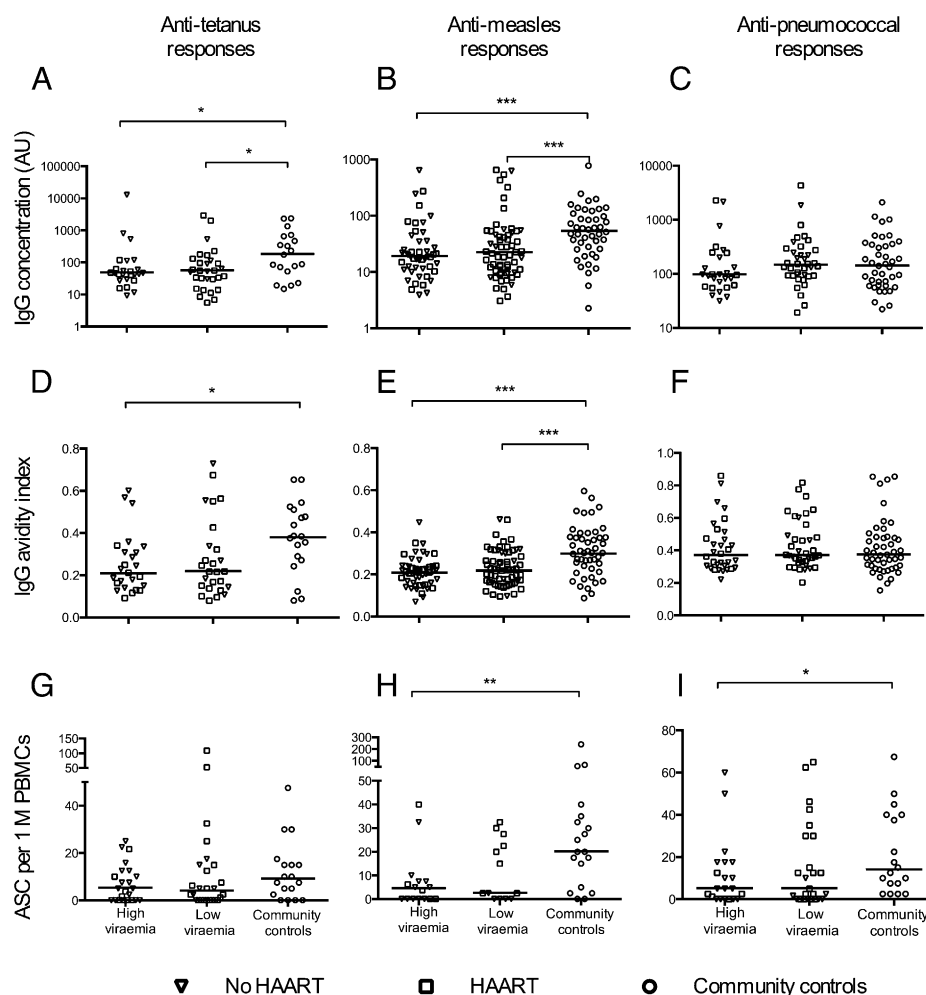 Anti-tetanus
responses
Anti-measles
responses
Anti-pneumococcal
responses
A
B
C
*
***
*
***
IgG concentration (AU)
100000
10000
1000
100
10
1
1000
100
10
1
10000
1000
100
10
D
E
F
*
***
***
IgG avidity index
0.8
0.6
0.4
0.2
0.0
0.8
0.6
0.4
0.2
0.0
1.0
0.8
0.6
0.4
0.2
0.0
G
H
I
**
*
ASC per 1 M PBMCs
150
100
50
40
20
0
300
200
100
50
40
30
20
10
0
80
60
40
20
0
High
viraemia
Low
viraemia
Community
controls
High
viraemia
Low
viraemia
Community
controls
High
viraemia
Low
viraemia
Community
controls
No HAART
HAART
Community controls